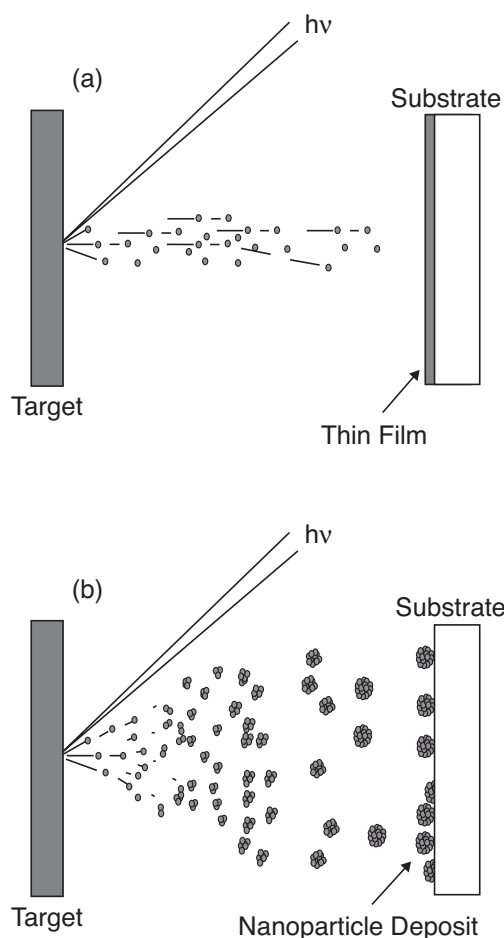 hν
(a)
Substrate
Target
Thin Film
hν
(b)
Substrate
Target
Nanoparticle Deposit